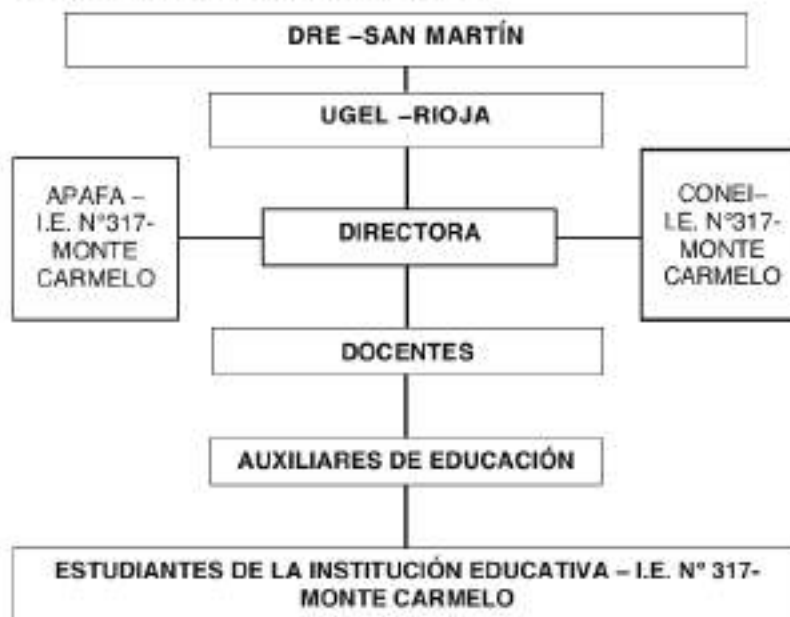 DRE –SAN MARTÍN
UGEL –RIOJA
APAFA –
I.E. N°317-
MONTE
CARMELO
DIRECTORA
CONEI–
I.E. N°317-
MONTE
CARMELO
DOCENTES
AUXILIARES DE EDUCACIÓN
ESTUDIANTES DE LA INSTITUCIÓN EDUCATIVA – I.E. N° 317-
MONTE CARMELO